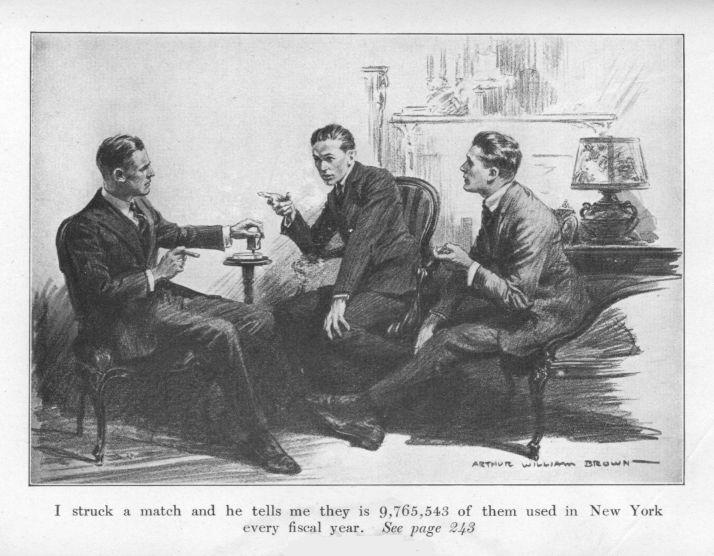 ARTHUR WILLIAM BROWN
I struck a match and he tells me they is 9,765,543 of them used in New York
every fiscal year. See page 243